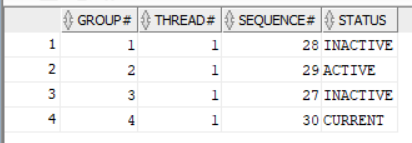 GROUP# THREAD# SEQUENCE# STATUS
1 1 1 28 INACTIVE
2 2 1 29 ACTIVE
3 3 1 27 INACTIVE
4 4 1 30 CURRENT